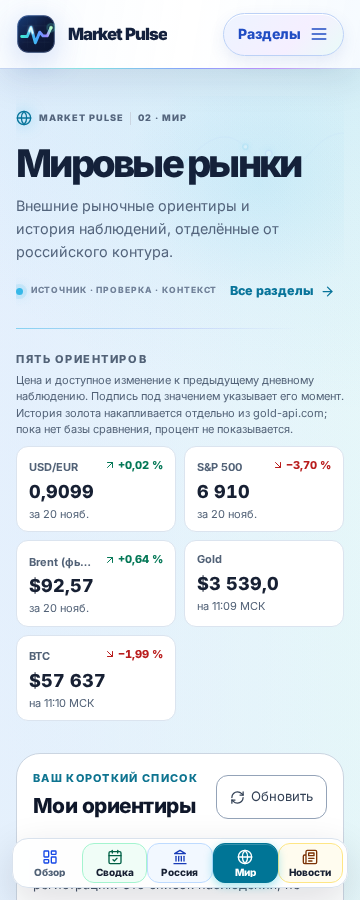 Market Pulse
Разделы
MARKET PULSE | 02 · МИР
Мировые рынки
Внешние рыночные ориентиры и
история наблюдений, отделённые от
российского контура.
ИСТОЧНИК · ПРОВЕРКА · КОНТЕКСТ
Все разделы →
ПЯТЬ ОРИЕНТИРОВ
Цена и доступное изменение к предыдущему дневному
наблюдению. Подпись под значением указывает его момент.
История золота накапливается отдельно из gold-api.com;
пока нет базы сравнения, процент не показывается.
USD/EUR ↗ +0,02 %
0,9099
за 20 нояб.
S&P 500 ↘ −3,70 %
6 910
за 20 нояб.
Brent (фь... ↗ +0,64 %
$92,57
за 20 нояб.
Gold
$3 539,0
на 11:09 МСК
BTC ↘ −1,99 %
$57 637
на 11:10 МСК
ВАШ КОРОТКИЙ СПИСОК
Мои ориентиры
Обновить
Обзор
Сводка
Россия
Мир
Новости